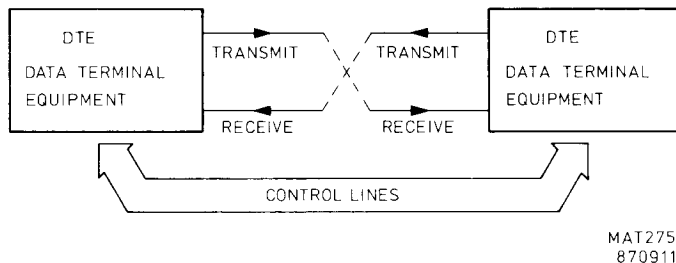 DTE
DATA TERMINAL
EQUIPMENT
TRANSMIT
RECEIVE
TRANSMIT
RECEIVE
DTE
DATA TERMINAL
EQUIPMENT
CONTROL LINES
MAT275
870911